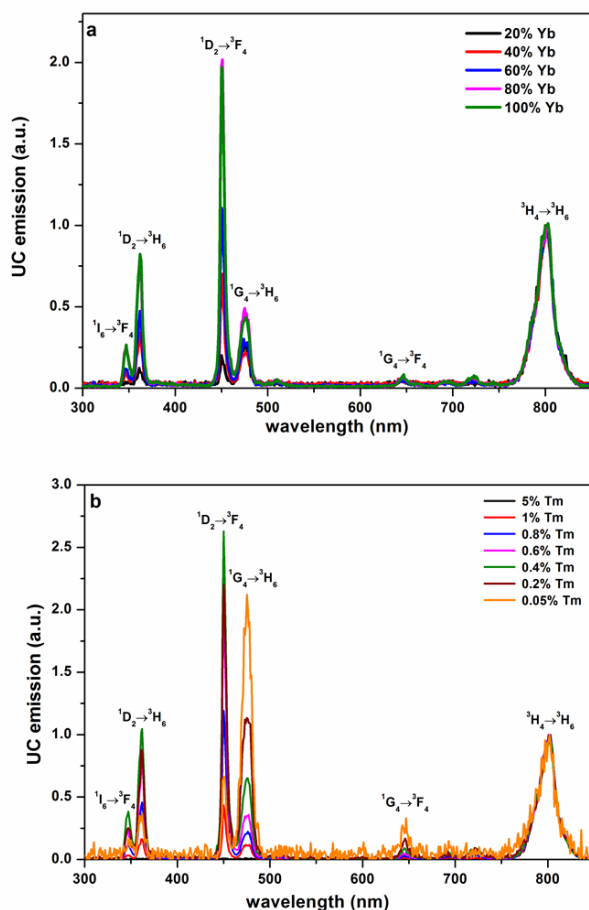 a
¹D₂→³F₄
20% Yb
40% Yb
60% Yb
80% Yb
100% Yb
¹D₂→³H₆
¹I₆→³F₄
¹G₄→³H₆
¹G₄→³F₄
³H₄→³H₆
UC emission (a.u.)
2.0
1.5
1.0
0.5
0.0
300 400 500 600 700 800
wavelength (nm)
b
¹D₂→³F₄
¹G₄→³H₆
5% Tm
1% Tm
0.8% Tm
0.6% Tm
0.4% Tm
0.2% Tm
0.05% Tm
¹D₂→³H₆
¹I₆→³F₄
¹G₄→³F₄
³H₄→³H₆
UC emission (a.u.)
3.0
2.5
2.0
1.5
1.0
0.5
0.0
300 400 500 600 700 800
wavelength (nm)